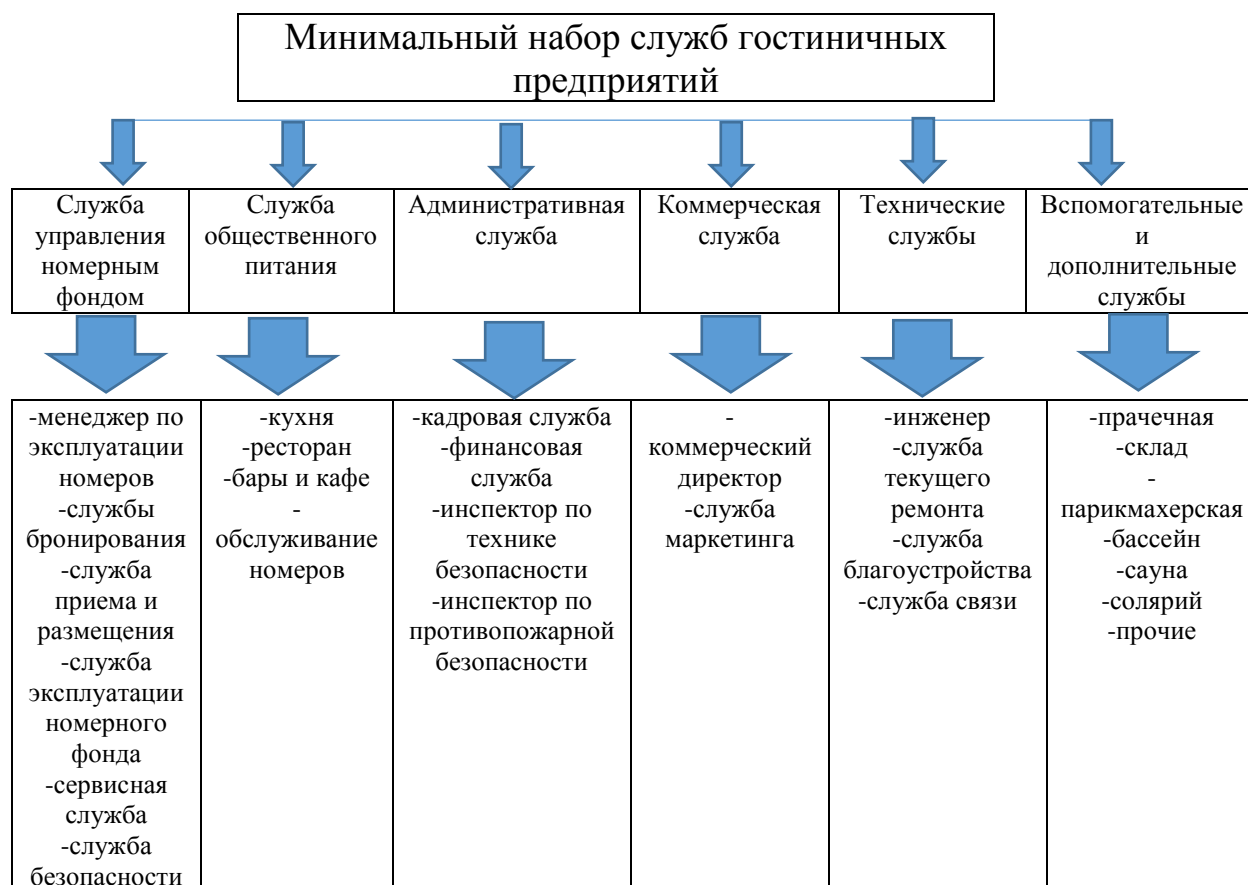 Минимальный набор служб гостиничных
предприятий
Служба
управления
номерным
фондом
Служба
общественного
питания
Административная
служба
Коммерческая
служба
Технические
службы
Вспомогательные
и
дополнительные
службы
-менеджер по
эксплуатации
номеров
-службы
бронирования
-служба
приема и
размещения
-служба
эксплуатации
номерного
фонда
-сервисная
служба
-служба
безопасности
-кухня
-ресторан
-бары и кафе
-
обслуживание
номеров
-кадровая служба
-финансовая
служба
-инспектор по
технике
безопасности
-инспектор по
противопожарной
безопасности
-
коммерческий
директор
-служба
маркетинга
-инженер
-служба
текущего
ремонта
-служба
благоустройства
-служба связи
-прачечная
-склад
-
парикмахерская
-бассейн
-сауна
-солярий
-прочие